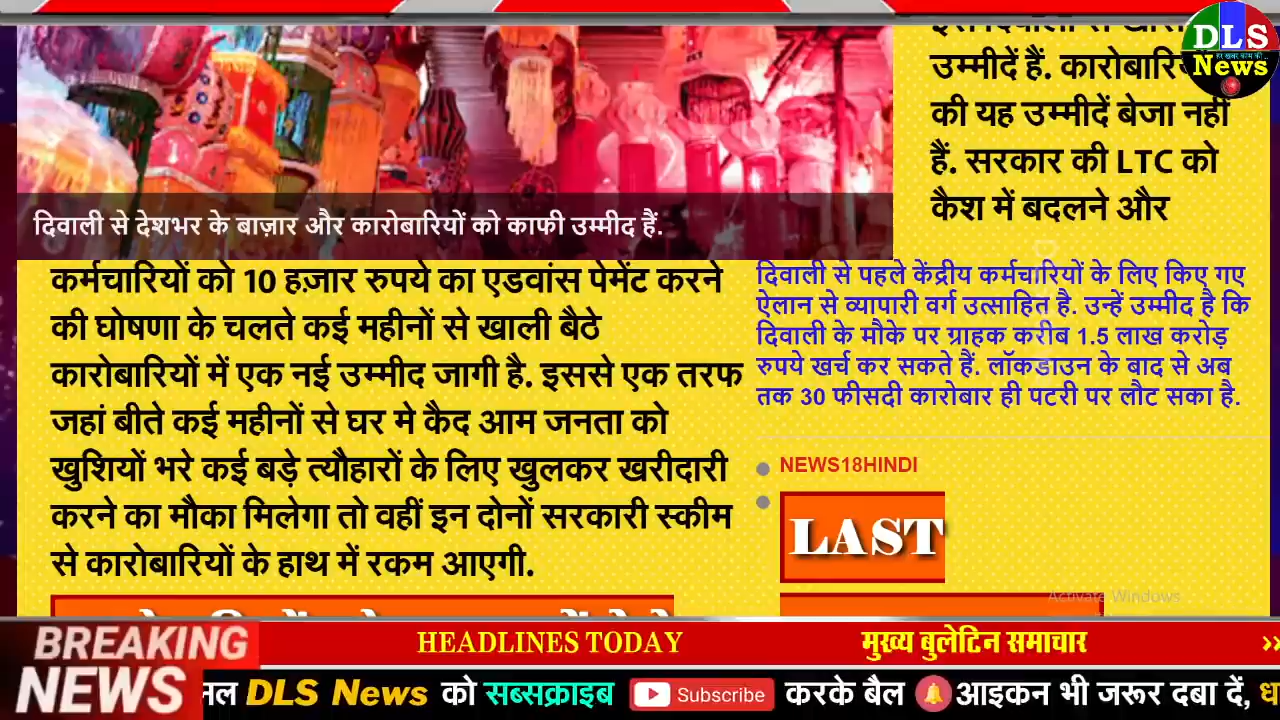 DLS
News
उम्मीदें हैं. कारोबारियों
की यह उम्मीदें बेजा नहीं
हैं. सरकार की LTC को
कैश में बदलने और
दिवाली से देशभर के बाज़ार और कारोबारियों को काफी उम्मीद हैं.
कर्मचारियों को 10 हज़ार रुपये का एडवांस पेमेंट करने
की घोषणा के चलते कई महीनों से खाली बैठे
कारोबारियों में एक नई उम्मीद जागी है. इससे एक तरफ
जहां बीते कई महीनों से घर मे कैद आम जनता को
खुशियों भरे कई बड़े त्यौहारों के लिए खुलकर खरीदारी
करने का मौका मिलेगा तो वहीं इन दोनों सरकारी स्कीम
से कारोबारियों के हाथ में रकम आएगी.
दिवाली से पहले केंद्रीय कर्मचारियों के लिए किए गए
ऐलान से व्यापारी वर्ग उत्साहित है. उन्हें उम्मीद है कि
दिवाली के मौके पर ग्राहक करीब 1.5 लाख करोड़
रुपये खर्च कर सकते हैं. लॉकडाउन के बाद से अब
तक 30 फीसदी कारोबार ही पटरी पर लौट सका है.
NEWS18HINDI
LAST
Activate Windows
BREAKING
NEWS
HEADLINES TODAY
मुख्य बुलेटिन समाचार
DLS News को सब्सक्राइब Subscribe करके बैल आइकन भी जरूर दबा दें,